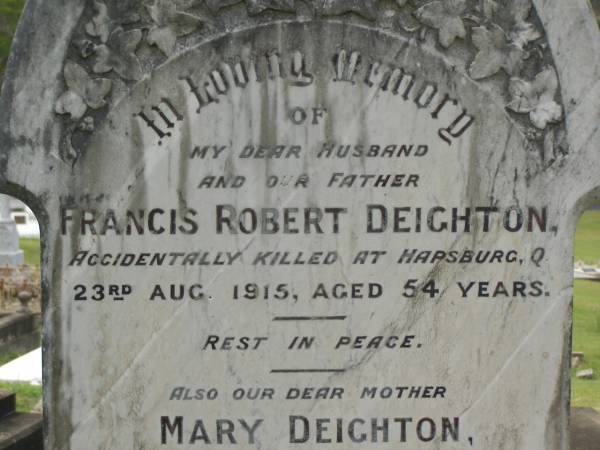 In Loving Memory
OF
MY DEAR HUSBAND
AND OUR FATHER
FRANCIS ROBERT DEIGHTON,
ACCIDENTALLY KILLED AT HAPSBURG, Q
23RD AUG. 1915, AGED 54 YEARS.
REST IN PEACE.
ALSO OUR DEAR MOTHER
MARY DEIGHTON,